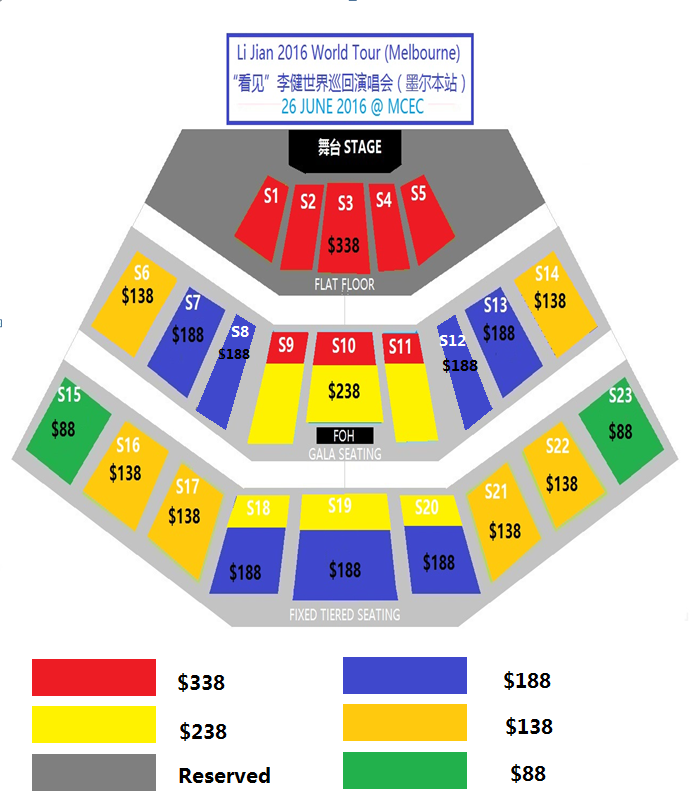 Li Jian 2016 World Tour (Melbourne)
“看见”李健世界巡回演唱会（墨尔本站）
26 JUNE 2016 @ MCEC
舞台 STAGE
S1
S2
S3
S4
S5
$338
FLAT FLOOR
S6
$138
S7
$188
S8
$188
S9
S10
S11
$238
S12
$188
S13
$188
S14
$138
FOH
GALA SEATING
S15
$88
S16
$138
S17
$138
S18
$188
S19
$188
S20
$188
S21
$138
S22
$138
S23
$88
FIXED TIERED SEATING
$338
$188
$238
$138
Reserved
$88